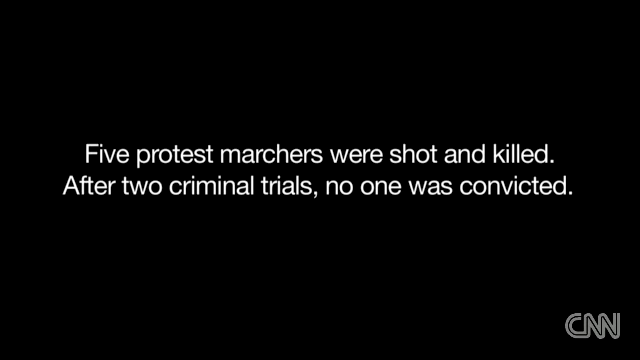 Five protest marchers were shot and killed.
After two criminal trials, no one was convicted.
CNN